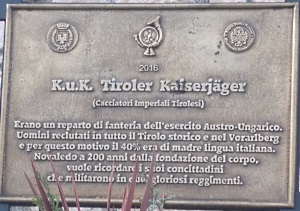 2016
K.u.K. Tiroler Kaiserjäger
(Cacciatori Imperiali Tirolesi)
Erano un reparto di fanteria dell'esercito Austro-Ungarico.
Uomini reclutati in tutto il Tirolo storico e nel Vorarlberg
e per questo motivo il 40% era di madre lingua italiana.
Novaledo a 200 anni dalla fondazione del corpo,
vuole ricordare i suoi concittadini
che militarono in quei gloriosi reggimenti.